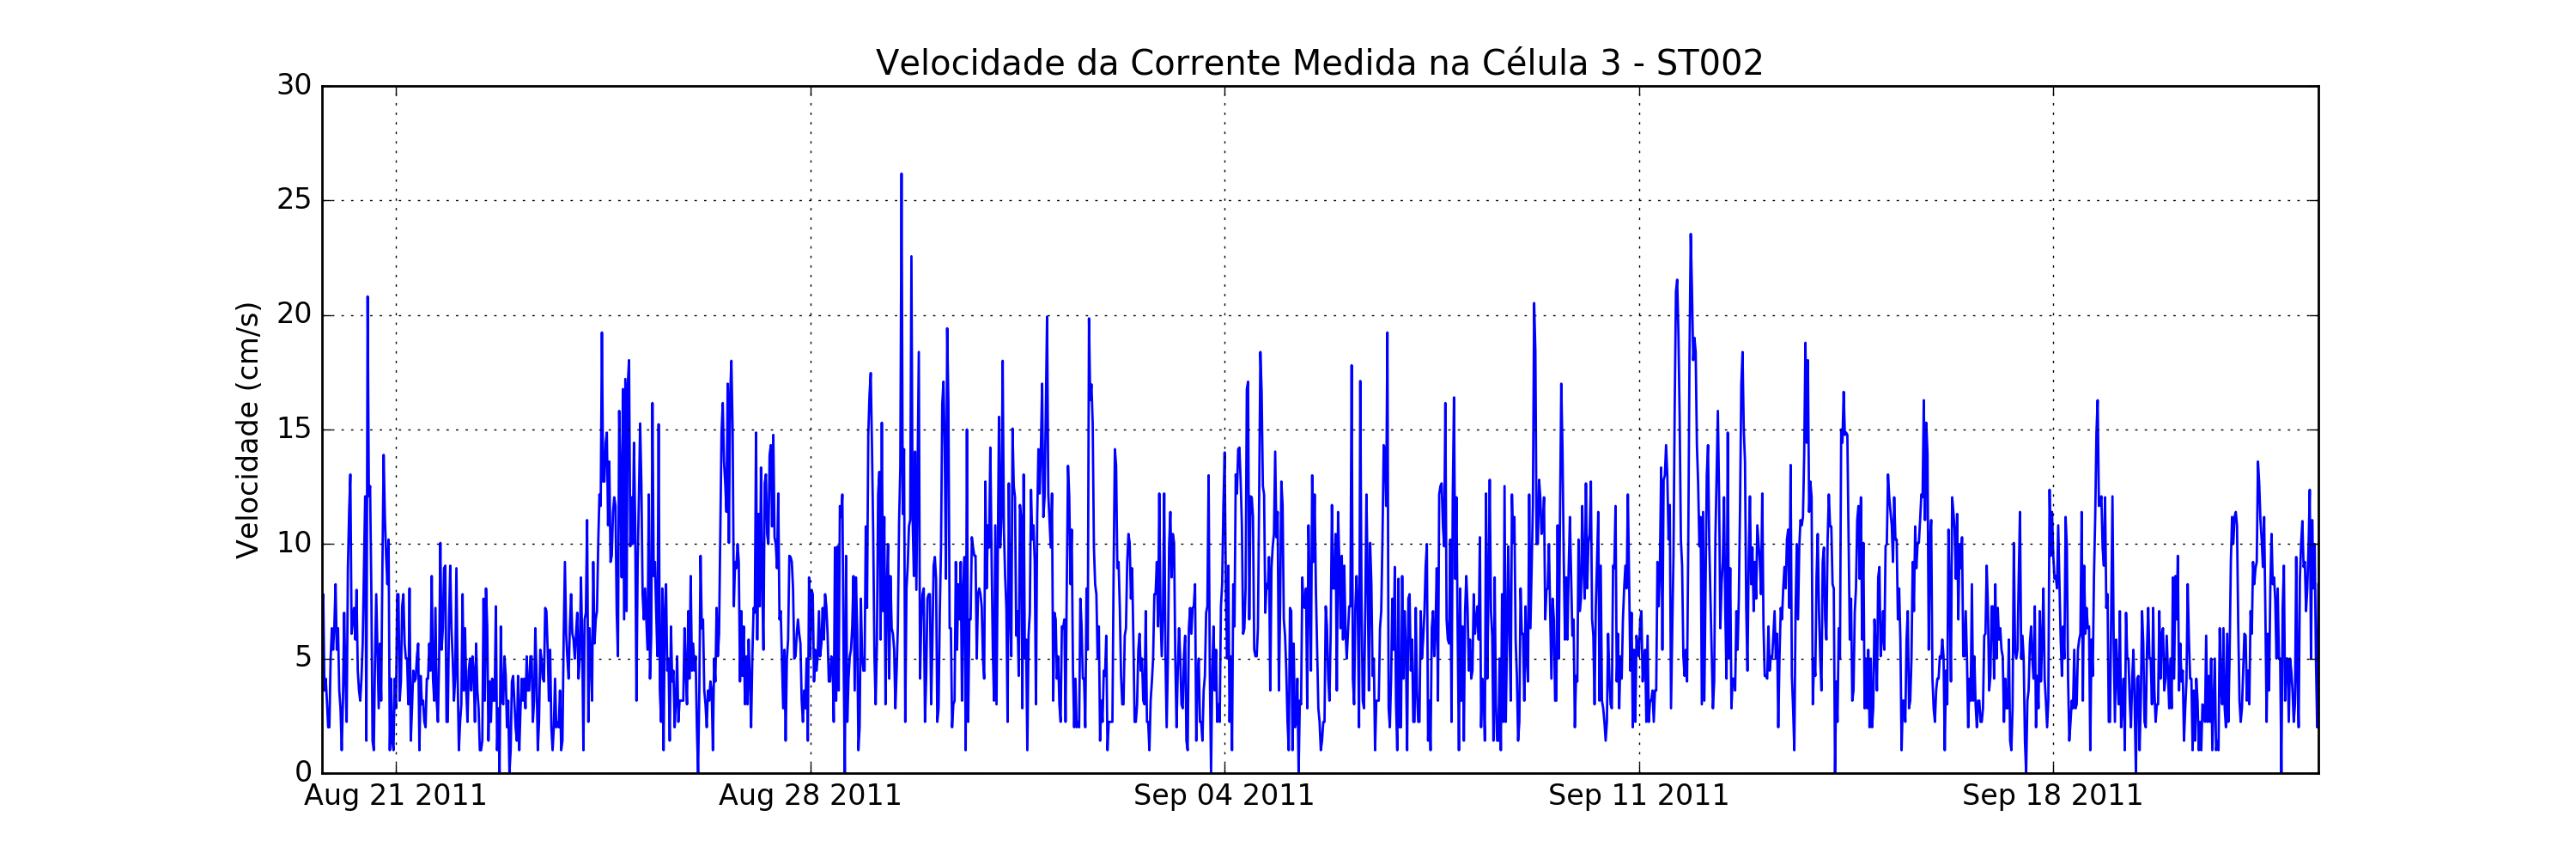 Velocidade da Corrente Medida na Célula 3 - ST002
30
25
20
15
10
5
0
Velocidade (cm/s)
Aug 21 2011
Aug 28 2011
Sep 04 2011
Sep 11 2011
Sep 18 2011